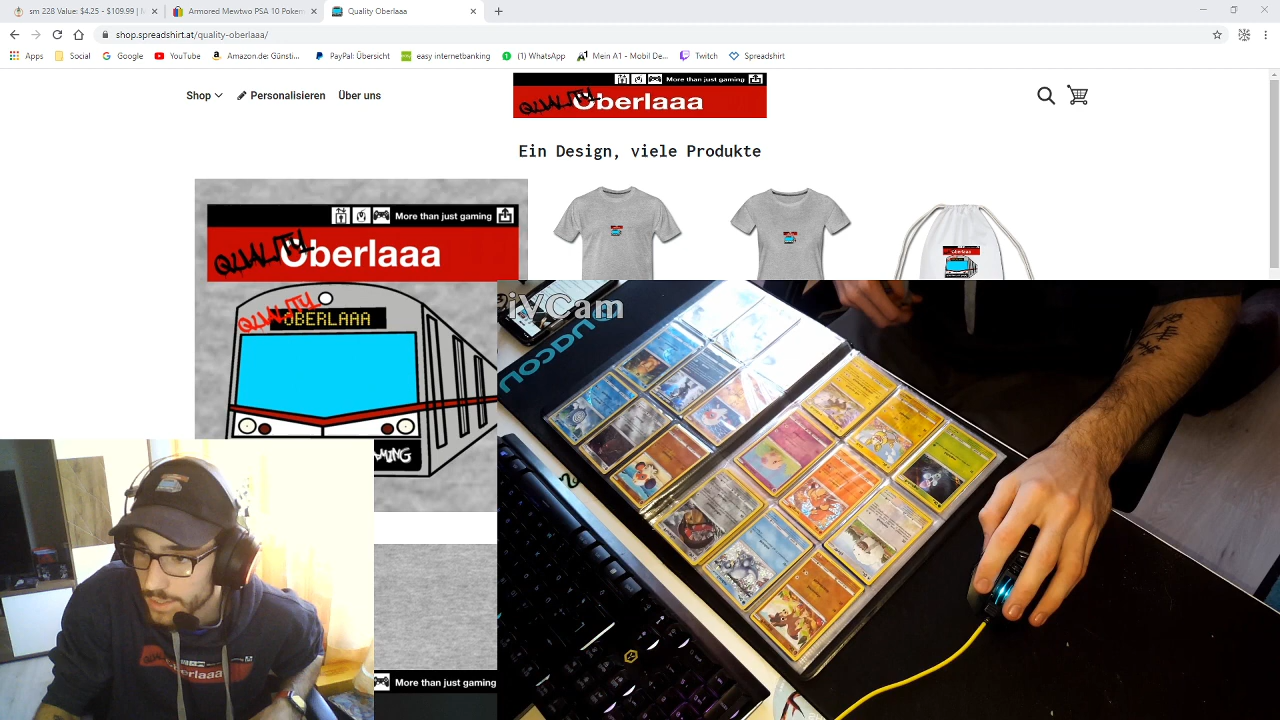 sm 228 Value: $4.25 - $109.99 | M
Armored Mewtwo PSA 10 Pokem
Quality Oberlaaa
shop.spreadshirt.at/quality-oberlaaa/
Apps
Social
Google
YouTube
Amazon.de: Günsti...
PayPal: Übersicht
easy internetbanking
(1) WhatsApp
Mein A1 - Mobil De...
Twitch
Spreadshirt
Shop
Personalisieren
Über uns
More than just gaming
QUALITY
Oberlaaa
Ein Design, viele Produkte
More than just gaming
QUALITY
Oberlaaa
QUALITY
OBERLAAA
iVCam
More than just gaming
Oberlaaa